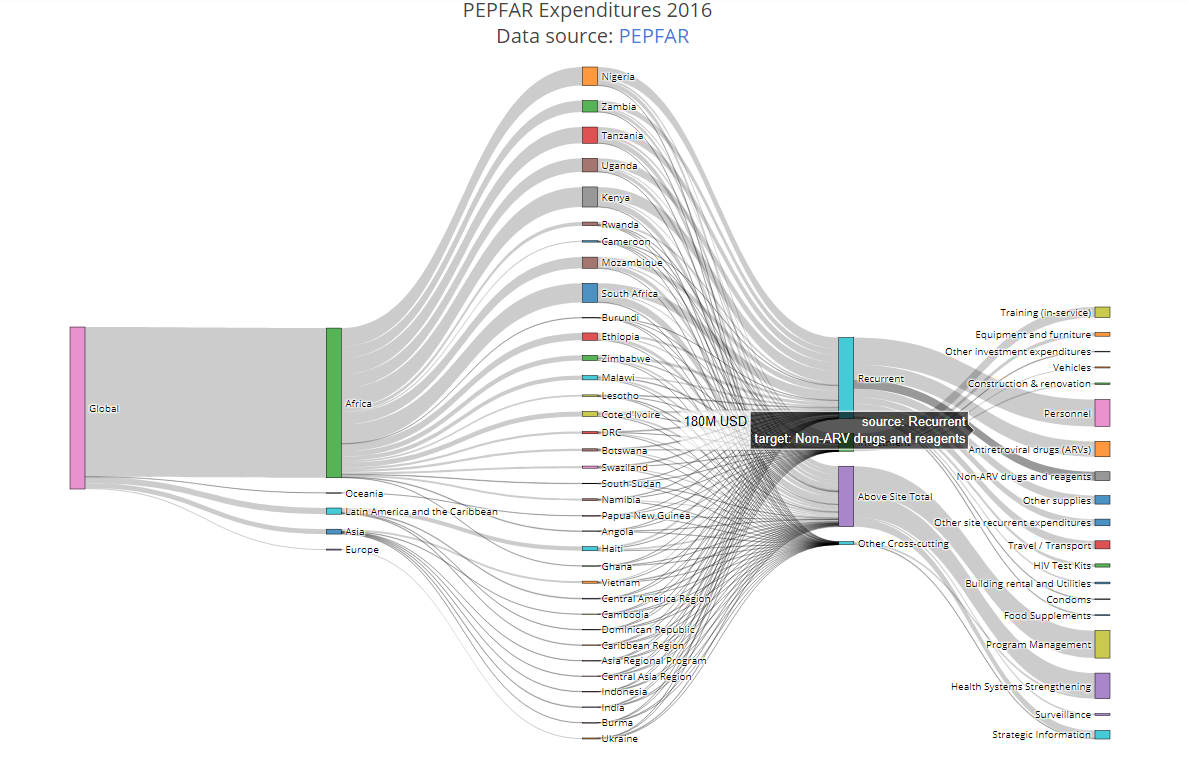 PEPFAR Expenditures 2016
Data source: PEPFAR
Global
Africa
Oceania
Latin America and the Caribbean
Asia
Europe
Nigeria
Zambia
Tanzania
Uganda
Kenya
Rwanda
Cameroon
Mozambique
South Africa
Burundi
Ethiopia
Zimbabwe
Malawi
Lesotho
Cote d'Ivoire
DRC
Botswana
Swaziland
South Sudan
Namibia
Papua New Guinea
Angola
Haiti
Ghana
Vietnam
Central America Region
Cambodia
Dominican Republic
Caribbean Region
Asia Regional Program
Central Asia Region
Indonesia
India
Burma
Ukraine
Recurrent
180M USD
source: Recurrent
target: Non-ARV drugs and reagents
Above Site Total
Other Cross-cutting
Training (in-service)
Equipment and furniture
Other investment expenditures
Vehicles
Construction & renovation
Personnel
Antiretroviral drugs (ARVs)
Non-ARV drugs and reagents
Other supplies
Other site recurrent expenditures
Travel / Transport
HIV Test Kits
Building rental and Utilities
Condoms
Food Supplements
Program Management
Health Systems Strengthening
Surveillance
Strategic Information